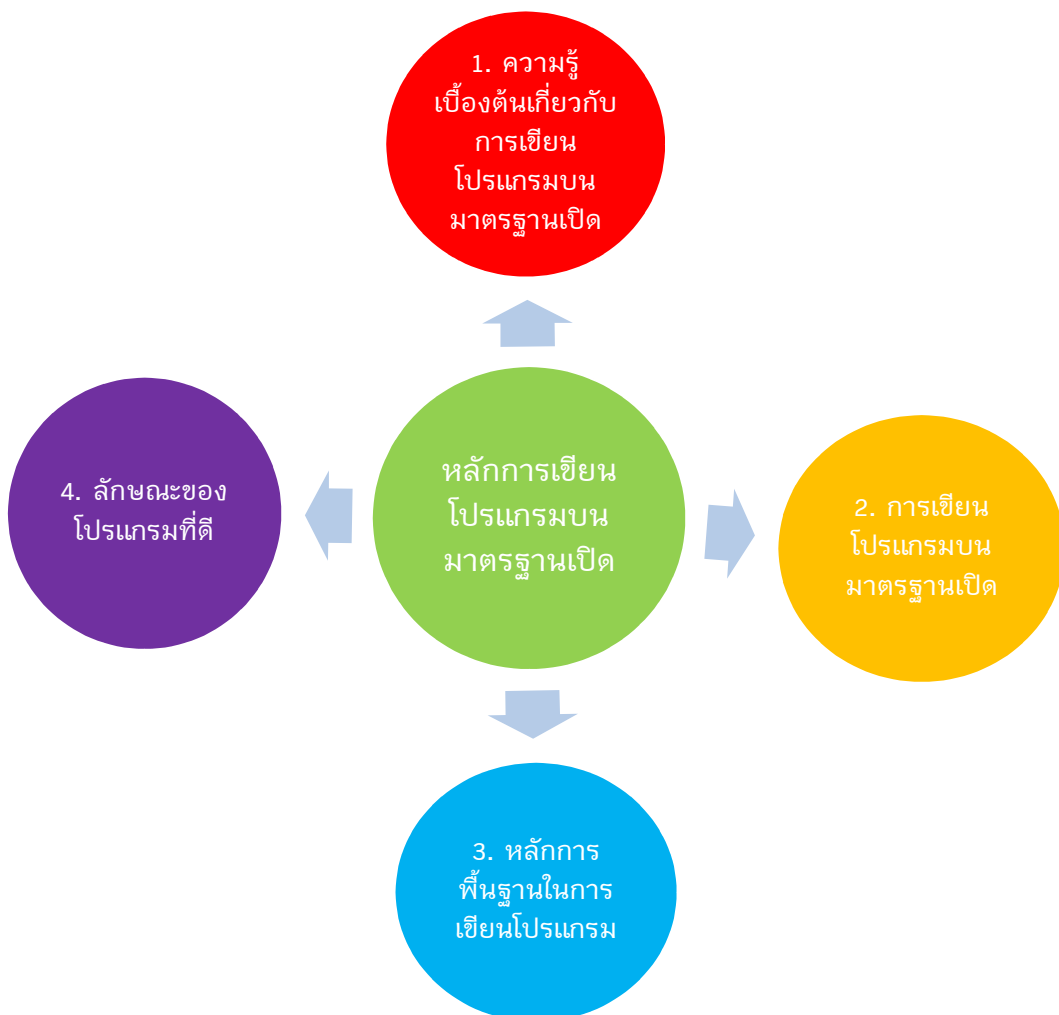 1. ความรู้
เบื้องต้นเกี่ยวกับ
การเขียน
โปรแกรมบน
มาตรฐานเปิด
หลักการเขียน
โปรแกรมบน
มาตรฐานเปิด
2. การเขียน
โปรแกรมบน
มาตรฐานเปิด
3. หลักการ
พื้นฐานในการ
เขียนโปรแกรม
4. ลักษณะของ
โปรแกรมที่ดี